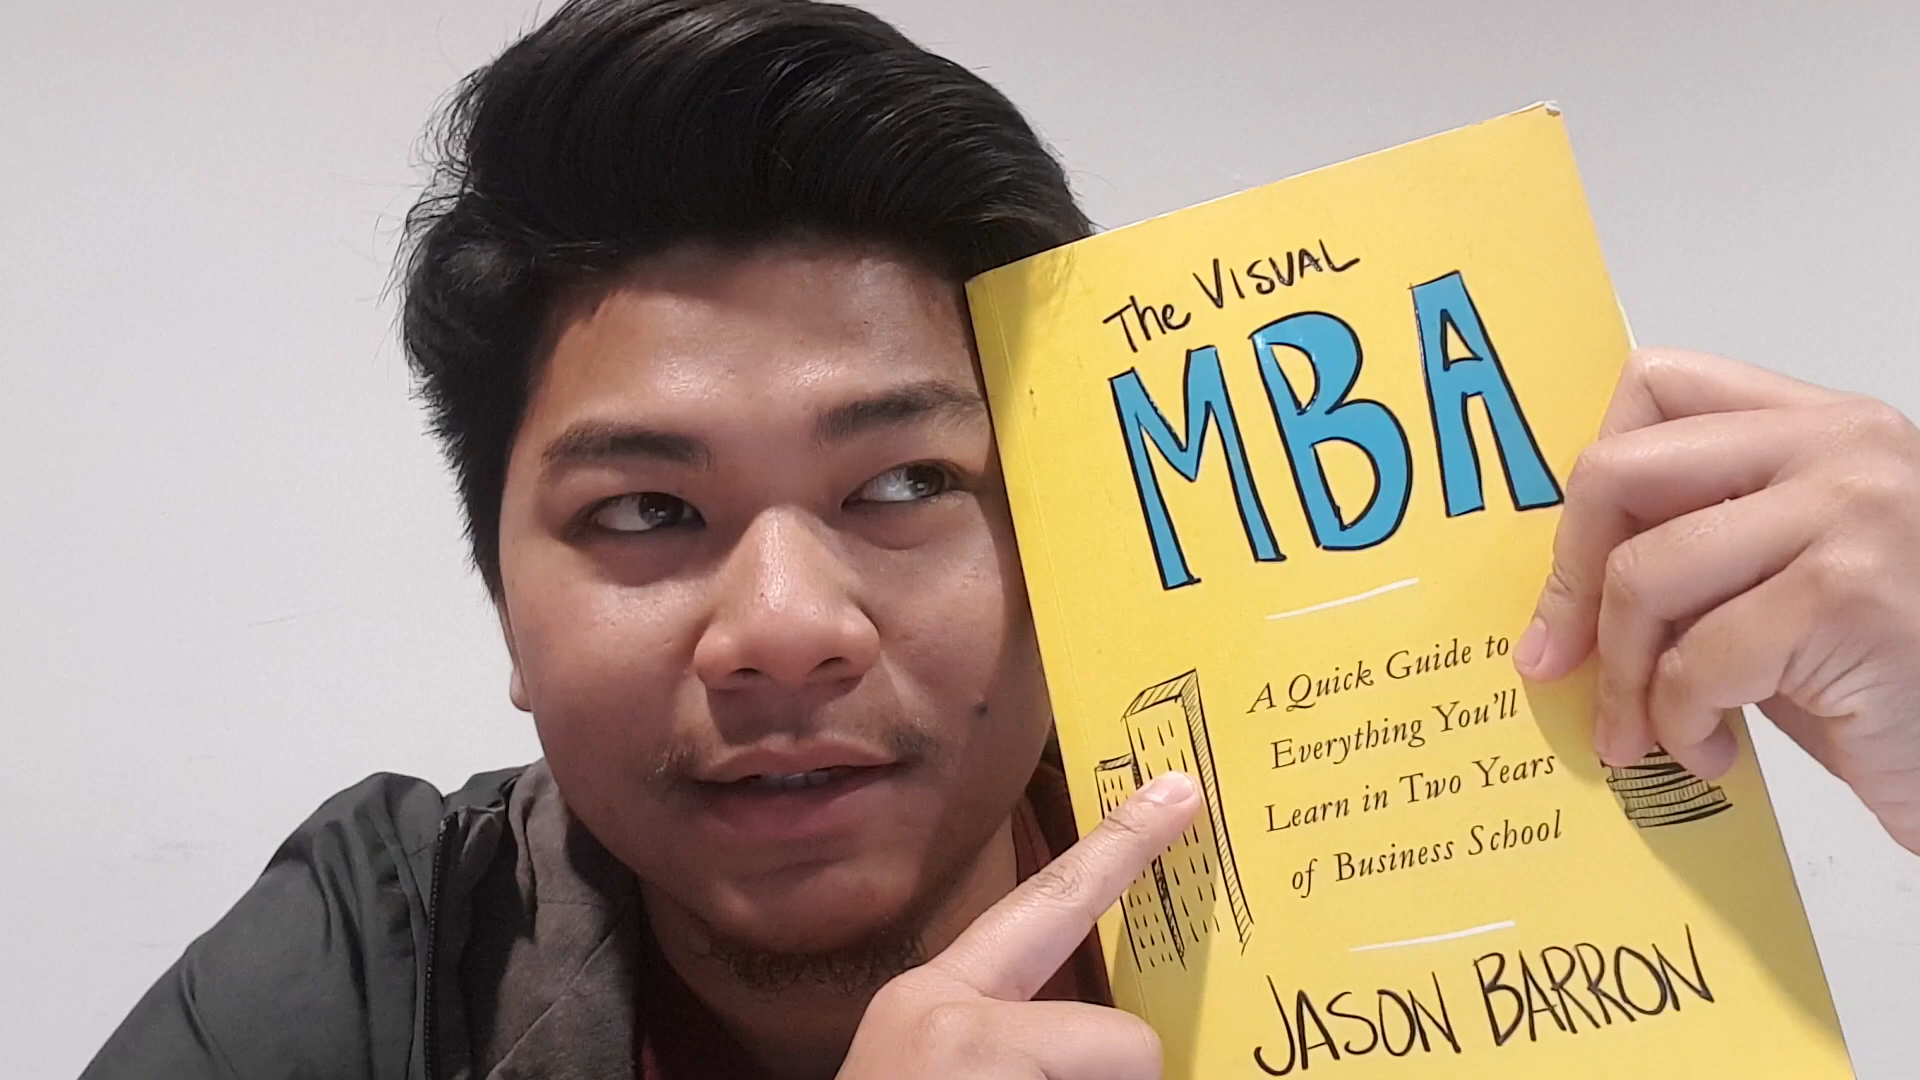 The VISUAL
MBA
A Quick Guide to
Everything You'll
Learn in Two Years
of Business School
JASON BARRON